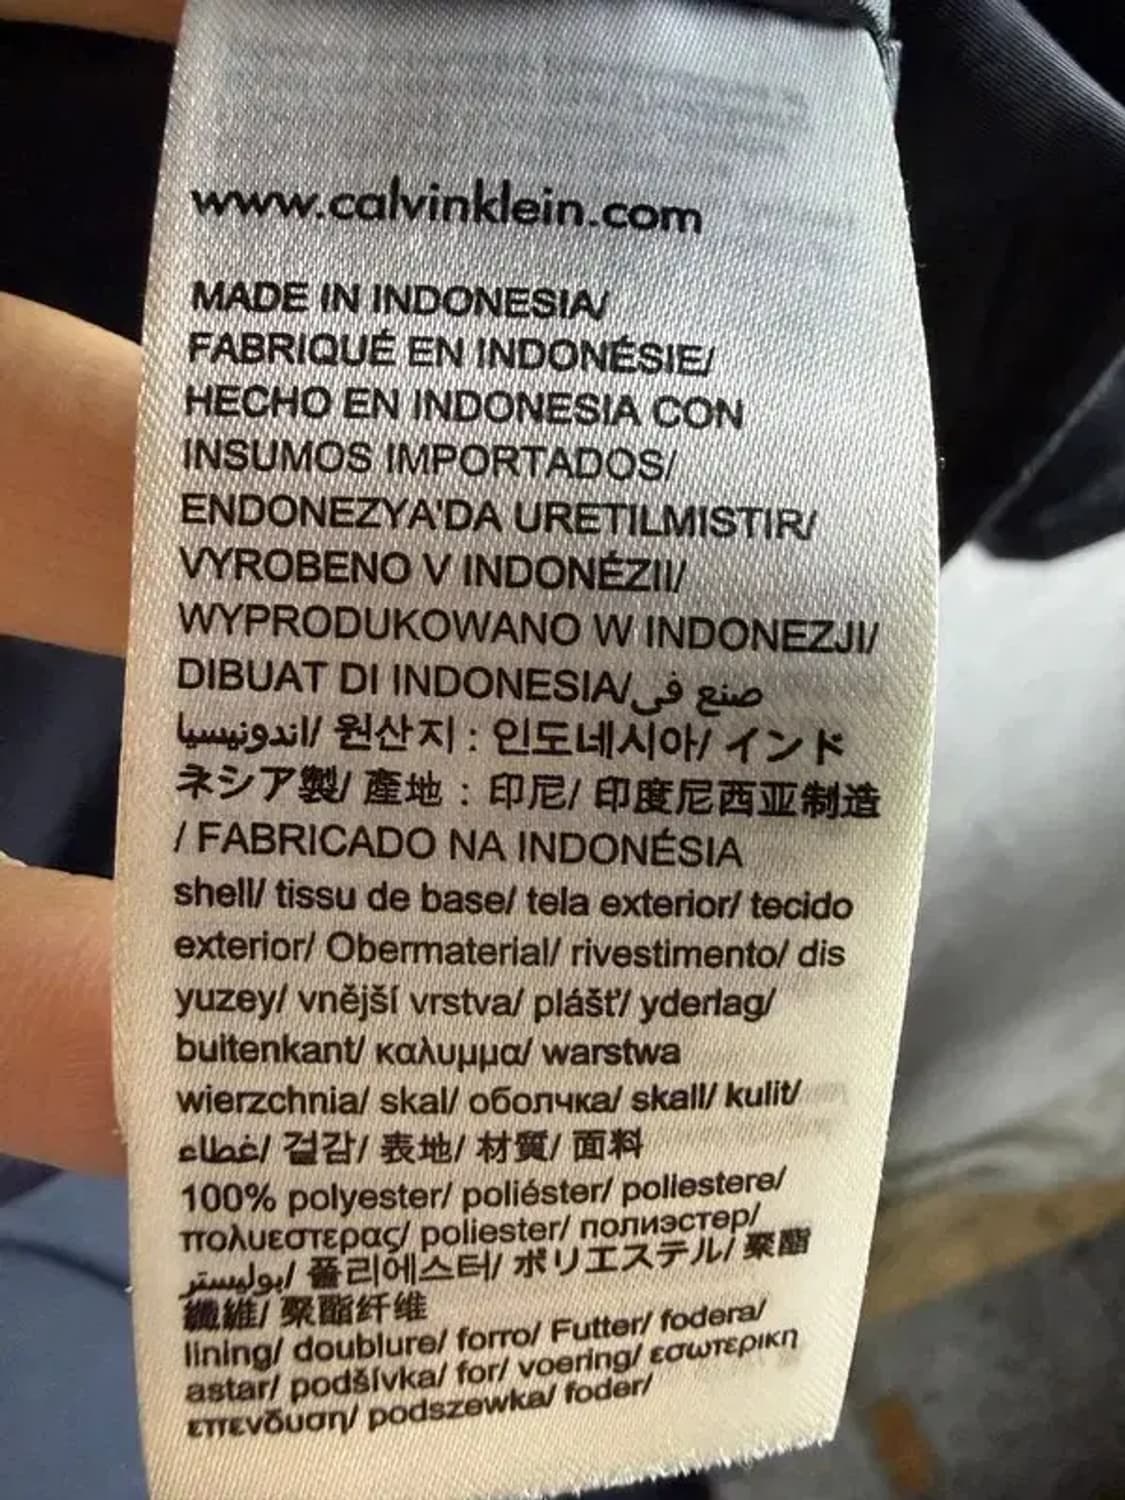 www.calvinklein.com
MADE IN INDONESIA/
FABRIQUÉ EN INDONÉSIE/
HECHO EN INDONESIA CON
INSUMOS IMPORTADOS/
ENDONEZYA'DA URETILMISTIR/
VYROBENO V INDONÉZII/
WYPRODUKOWANO W INDONEZJI/
DIBUAT DI INDONESIA/ صنع فى
اندونيسيا/ 원산지 : 인도네시아/ インド
ネシア製/ 產地 : 印尼/ 印度尼西亚制造
/ FABRICADO NA INDONÉSIA
shell/ tissu de base/ tela exterior/ tecido
exterior/ Obermaterial/ rivestimento/ dis
yuzey/ vnější vrstva/ plášť/ yderlag/
buitenkant/ καλυμμα/ warstwa
wierzchnia/ skal/ оболчка/ skall/ kulit/
غطاء/ 겉감/ 表地/ 材質/ 面料
100% polyester/ poliéster/ poliestere/
πολυεστερας/ poliester/ полиэстер/
بوليستر/ 폴리에스터/ ポリエステル/ 聚酯
纖維/ 聚酯纤维
lining/ doublure/ forro/ Futter/ fodera/
astar/ podšívka/ for/ voering/ εσωτερικη
επενδυση/ podszewka/ foder/